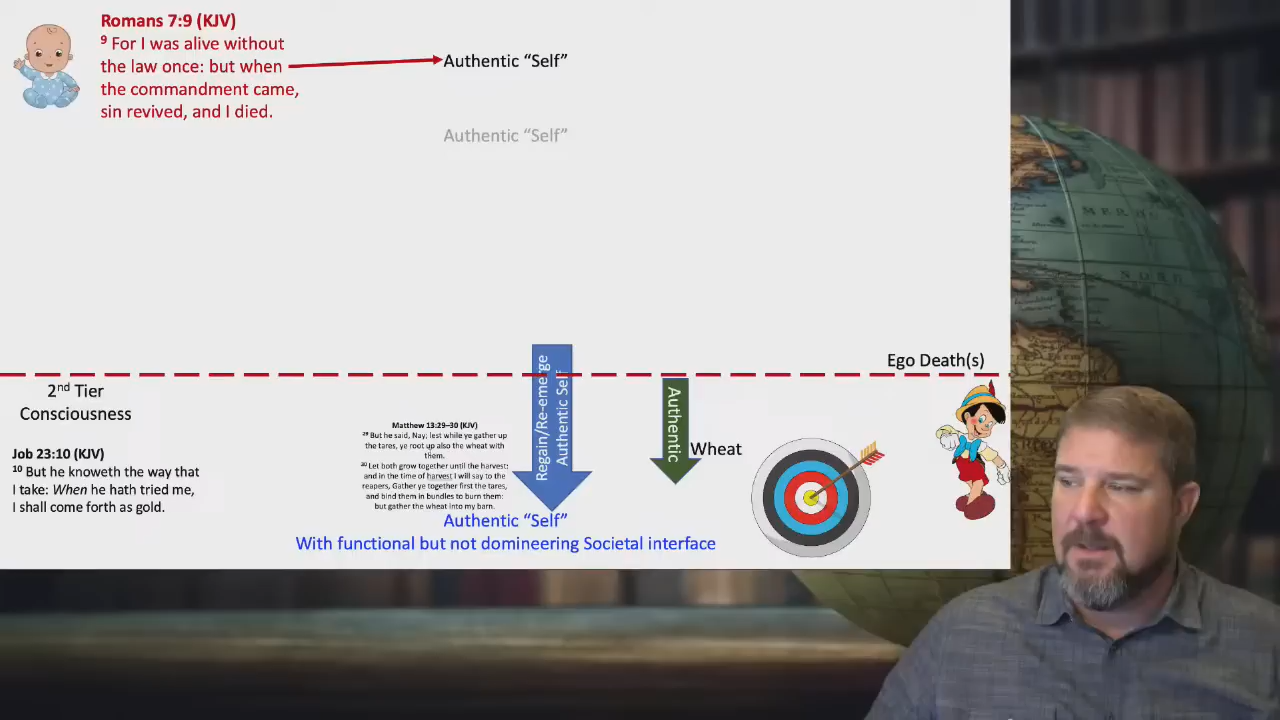 Romans 7:9 (KJV)
9 For I was alive without
the law once: but when
the commandment came,
sin revived, and I died.
Authentic “Self”
Authentic “Self”
Ego Death(s)
2nd Tier
Consciousness
Job 23:10 (KJV)
10 But he knoweth the way that
I take: When he hath tried me,
I shall come forth as gold.
Matthew 13:29–30 (KJV)
29 But he said, Nay; lest while ye gather up
the tares, ye root up also the wheat with
them.
30 Let both grow together until the harvest:
and in the time of harvest I will say to the
reapers, Gather ye together first the tares,
and bind them in bundles to burn them:
but gather the wheat into my barn.
Regain/Re-emerge
Authentic Self
Authentic
Wheat
Authentic “Self”
With functional but not domineering Societal interface